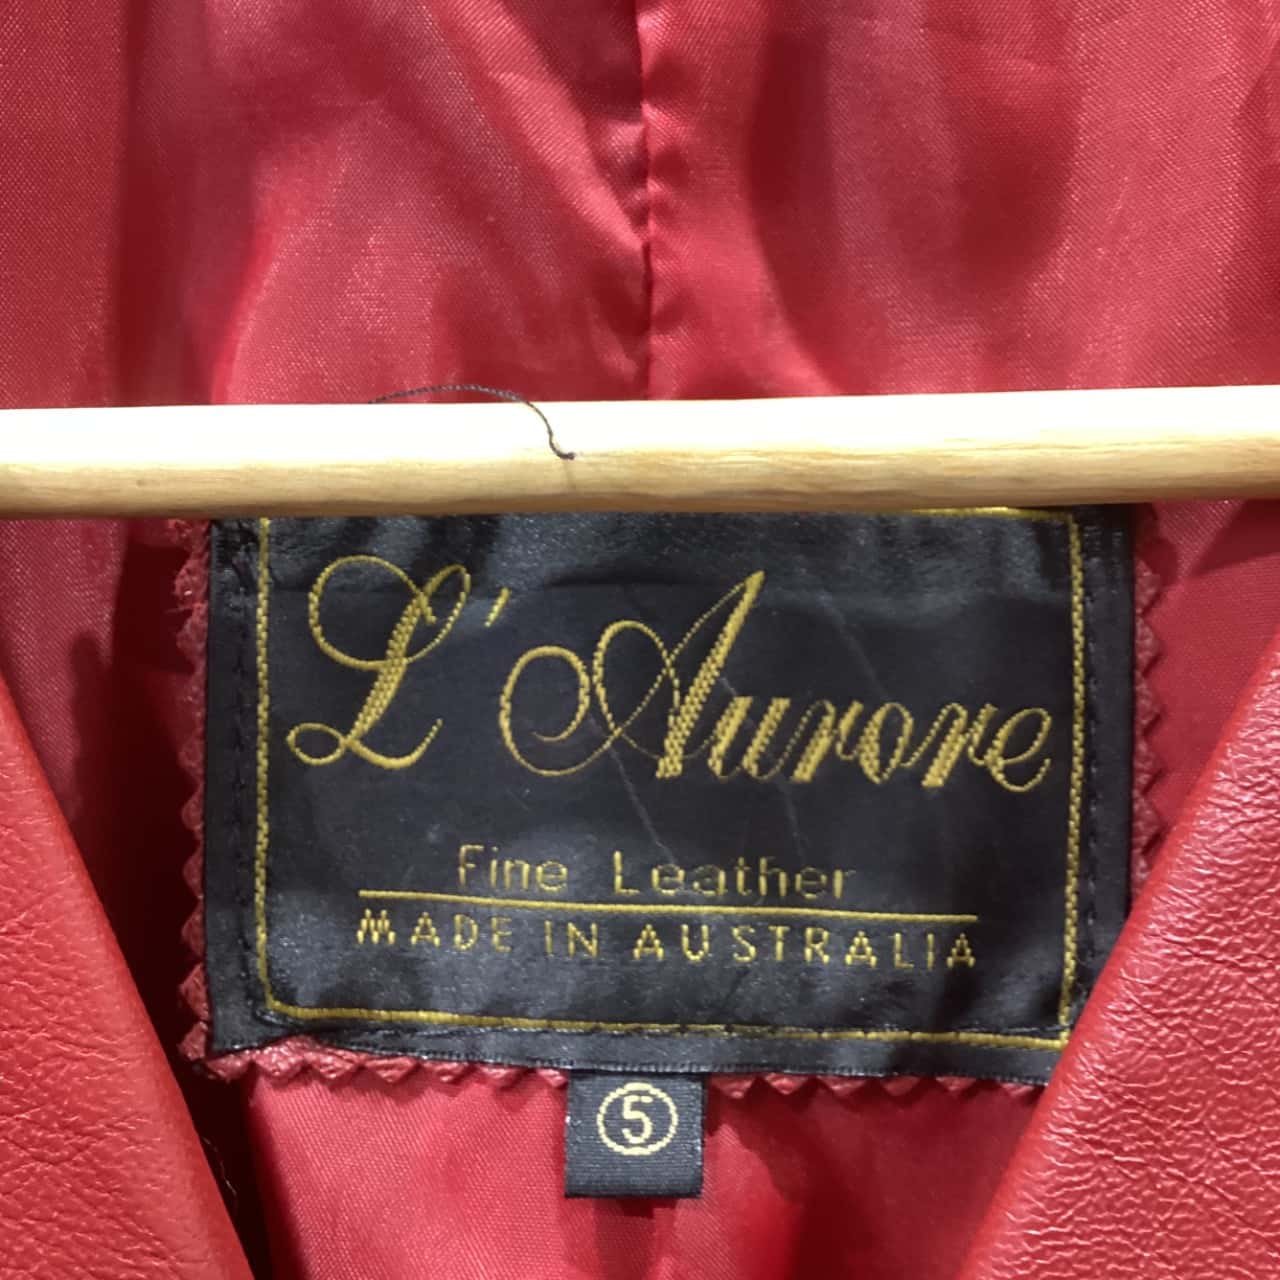 L'Aurore
Fine Leather
MADE IN AUSTRALIA
5